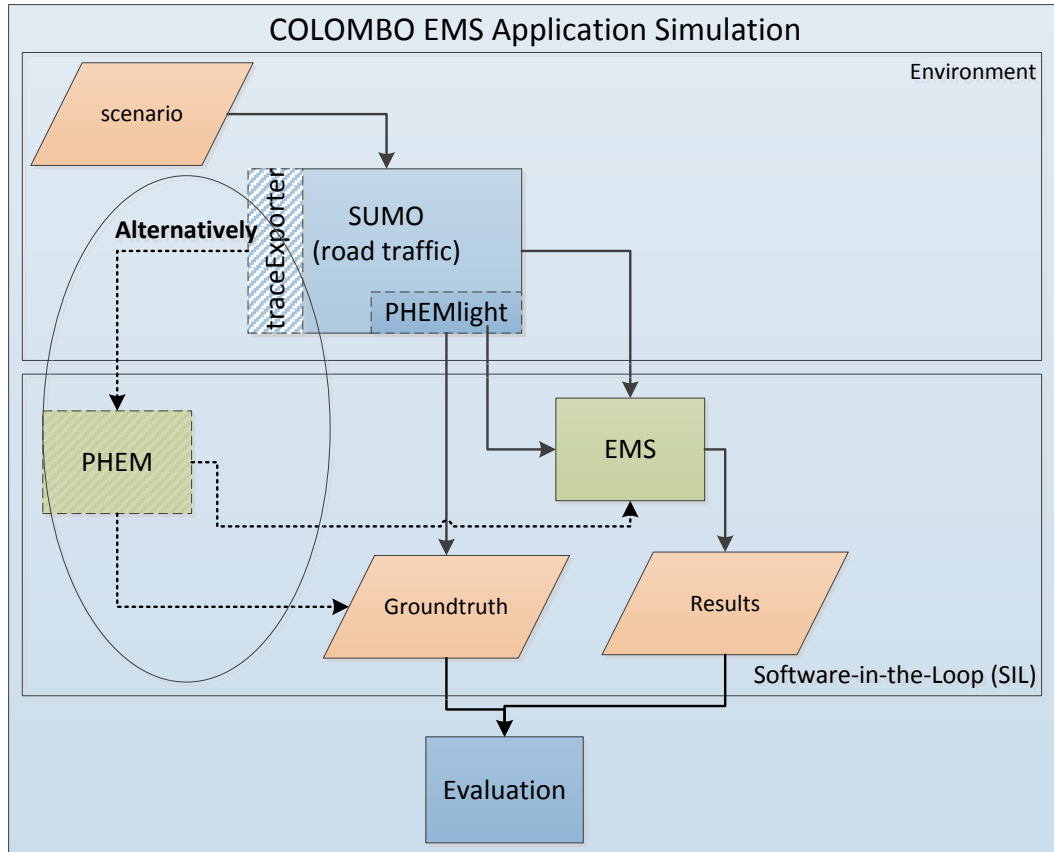 COLOMBO EMS Application Simulation
Environment
scenario
traceExporter
SUMO
(road traffic)
Alternatively
PHEMlight
PHEM
EMS
Groundtruth
Results
Software-in-the-Loop (SIL)
Evaluation